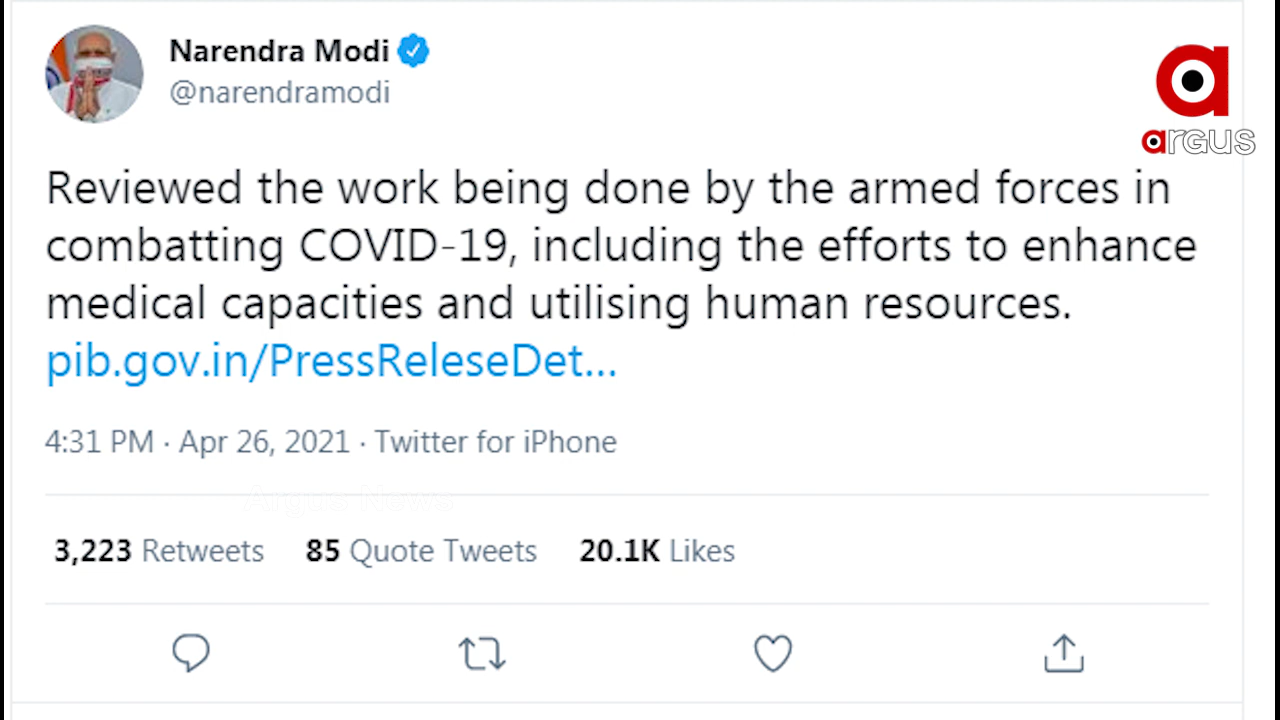 Narendra Modi
@narendramodi
argus
Reviewed the work being done by the armed forces in
combatting COVID-19, including the efforts to enhance
medical capacities and utilising human resources.
pib.gov.in/PressReleseDet...
4:31 PM · Apr 26, 2021 · Twitter for iPhone
Argus News
3,223 Retweets 85 Quote Tweets 20.1K Likes